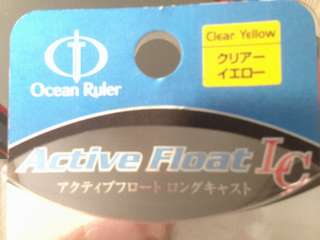 Clear Yellow
クリアー
イエロー
Ocean Ruler
Active Float LC
アクティブフロート ロングキャスト